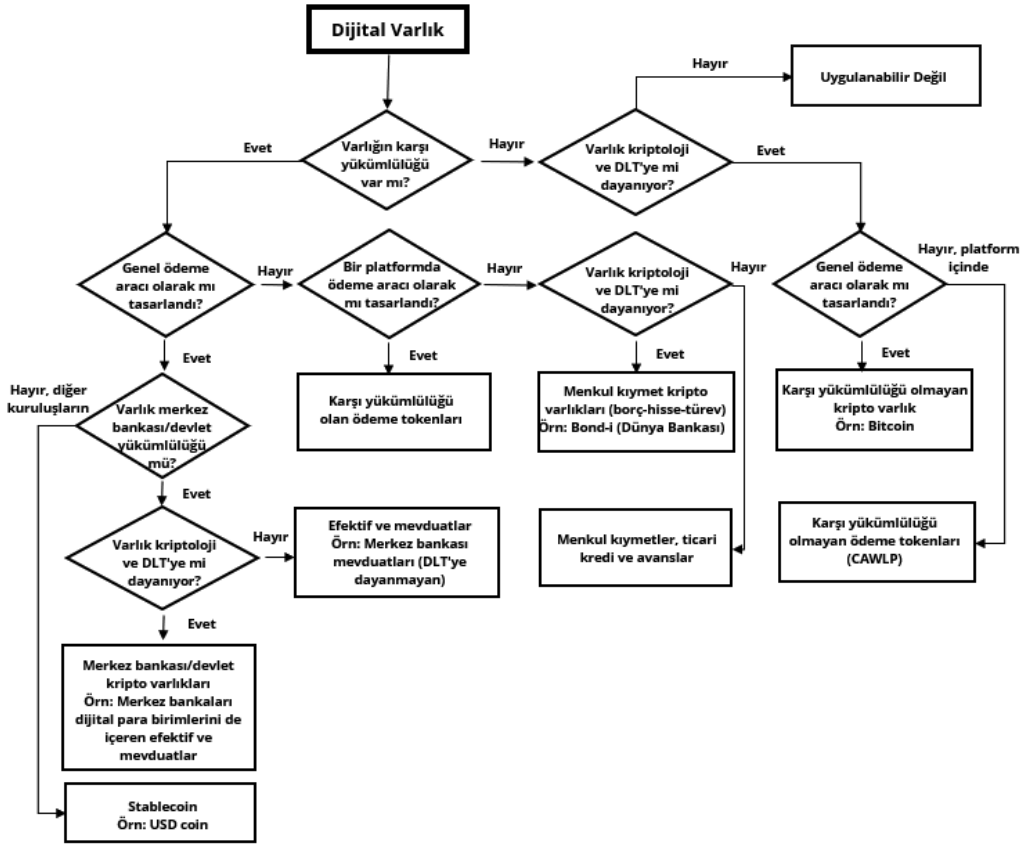 Dijital Varlık
Hayır
Uygulanabilir Değil
Evet
Varlığın karşı
yükümlülüğü
var mı?
Hayır
Varlık kriptoloji
ve DLT'ye mi
dayanıyor?
Evet
Genel ödeme
aracı olarak mı
tasarlandı?
Hayır
Bir platformda
ödeme aracı olarak
mı tasarlandı?
Hayır
Varlık kriptoloji
ve DLT'ye mi
dayanıyor?
Hayır
Genel ödeme
aracı olarak mı
tasarlandı?
Hayır, platform
içinde
Evet
Evet
Evet
Evet
Hayır, diğer
kuruluşların
Varlık merkez
bankası/devlet
yükümlülüğü
mü?
Karşı yükümlülüğü
olan ödeme tokenları
Menkul kıymet kripto
varlıkları (borç-hisse-türev)
Örn: Bond-i (Dünya Bankası)
Karşı yükümlülüğü olmayan
kripto varlık
Örn: Bitcoin
Evet
Varlık kriptoloji
ve DLT'ye mi
dayanıyor?
Hayır
Efektif ve mevduatlar
Örn: Merkez bankası
mevduatları (DLT'ye
dayanmayan)
Menkul kıymetler, ticari
kredi ve avanslar
Karşı yükümlülüğü
olmayan ödeme tokenları
(CAWLP)
Evet
Merkez bankası/devlet
kripto varlıkları
Örn: Merkez bankaları
dijital para birimlerini de
içeren efektif ve
mevduatlar
Stablecoin
Örn: USD coin